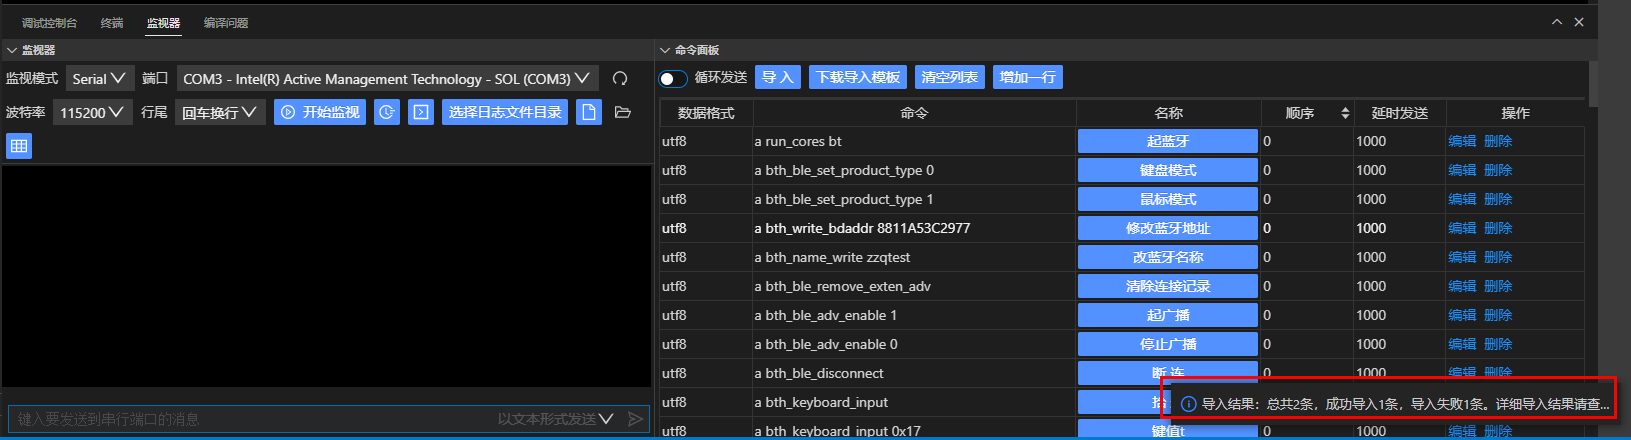 调试控制台 终端 监视器 编译问题
监视器
监视模式 Serial 端口 COM3 - Intel(R) Active Management Technology - SOL (COM3)
波特率 115200 行尾 回车换行 开始监视 选择日志文件目录
键入要发送到串行端口的消息 以文本形式发送
命令面板
循环发送 导入 下载导入模板 清空列表 增加一行
数据格式 命令 名称 顺序 延时发送 操作
utf8 a run_cores bt 起蓝牙 0 1000 编辑 删除
utf8 a bth_ble_set_product_type 0 键盘模式 0 1000 编辑 删除
utf8 a bth_ble_set_product_type 1 鼠标模式 0 1000 编辑 删除
utf8 a bth_write_bdaddr 8811A53C2977 修改蓝牙地址 0 1000 编辑 删除
utf8 a bth_name_write zzqtest 改蓝牙名称 0 1000 编辑 删除
utf8 a bth_ble_remove_exten_adv 清除连接记录 0 1000 编辑 删除
utf8 a bth_ble_adv_enable 1 起广播 0 1000 编辑 删除
utf8 a bth_ble_adv_enable 0 停止广播 0 1000 编辑 删除
utf8 a bth_ble_disconnect 断连 0 1000 编辑 删除
utf8 a bth_keyboard_input
导入结果：总共2条，成功导入1条，导入失败1条。详细导入结果请查...
utf8 a bth_keyboard_input 0x17 键值t 0 1000 编辑 删除